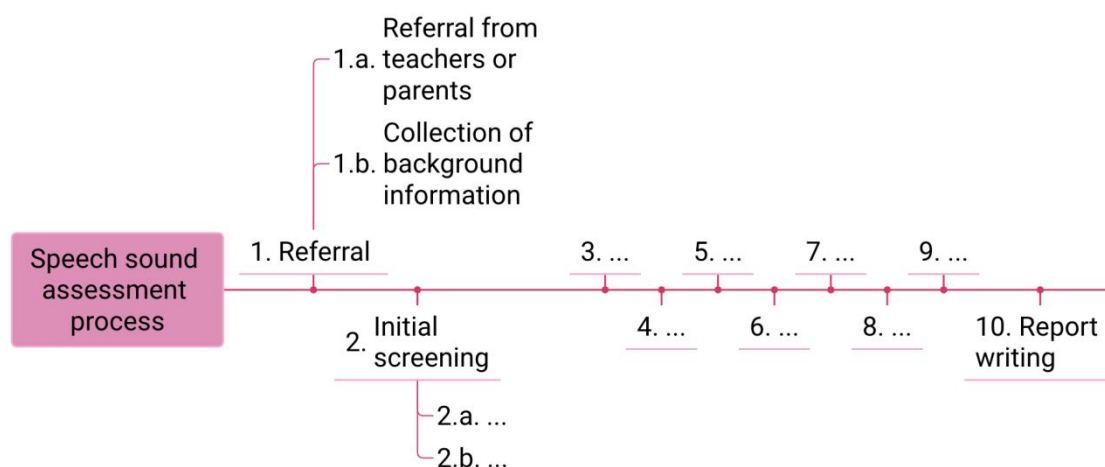 Speech sound
assessment
process
1. Referral
1.a. Referral from
teachers or
parents
1.b. Collection of
background
information
2. Initial
screening
2.a. ...
2.b. ...
3. ...
4. ...
5. ...
6. ...
7. ...
8. ...
9. ...
10. Report
writing